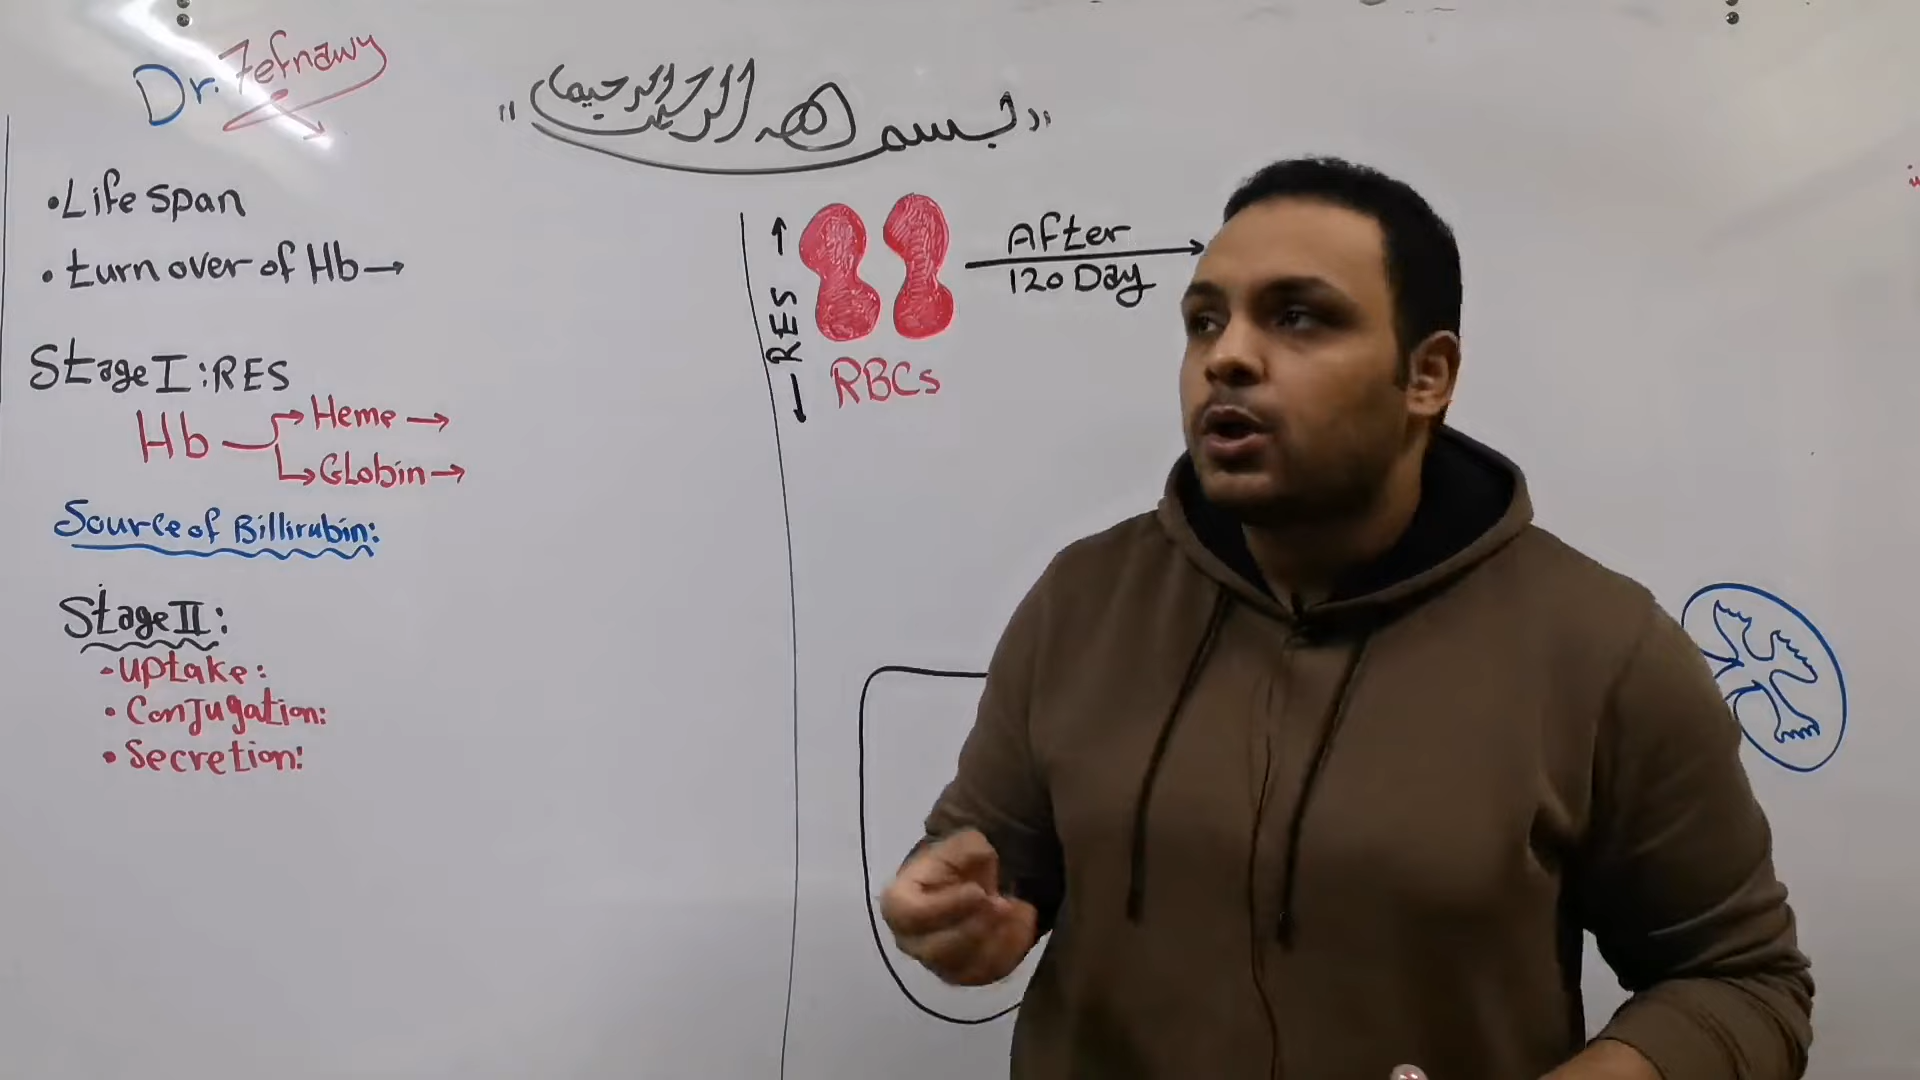 Dr. Zefnawy
"بسم الله الرحمن الرحيم"
• Life span
• turn over of Hb →
Stage I : RES
Hb → Heme →
→ Globin →
Source of Billirubin:
Stage II :
• uptake:
• Conjugation:
• Secretion:
← RES →
RBCs
After
120 Day